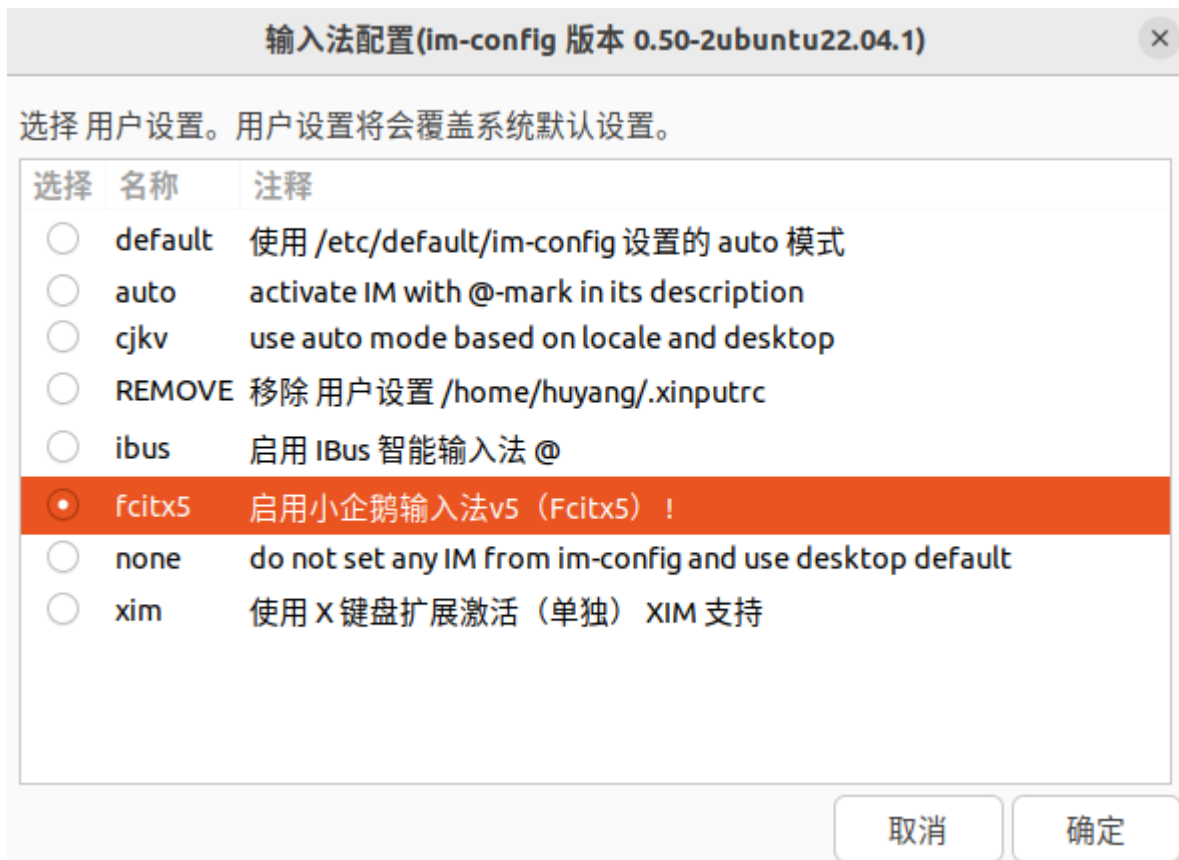 输入法配置(im-config 版本 0.50-2ubuntu22.04.1)
选择 用户设置。用户设置将会覆盖系统默认设置。
选择 名称 注释
default 使用 /etc/default/im-config 设置的 auto 模式
auto activate IM with @-mark in its description
cjkv use auto mode based on locale and desktop
REMOVE 移除 用户设置 /home/huyang/.xinputrc
ibus 启用 IBus 智能输入法 @
fcitx5 启用小企鹅输入法v5（Fcitx5）!
none do not set any IM from im-config and use desktop default
xim 使用 X 键盘扩展激活（单独） XIM 支持
取消 确定